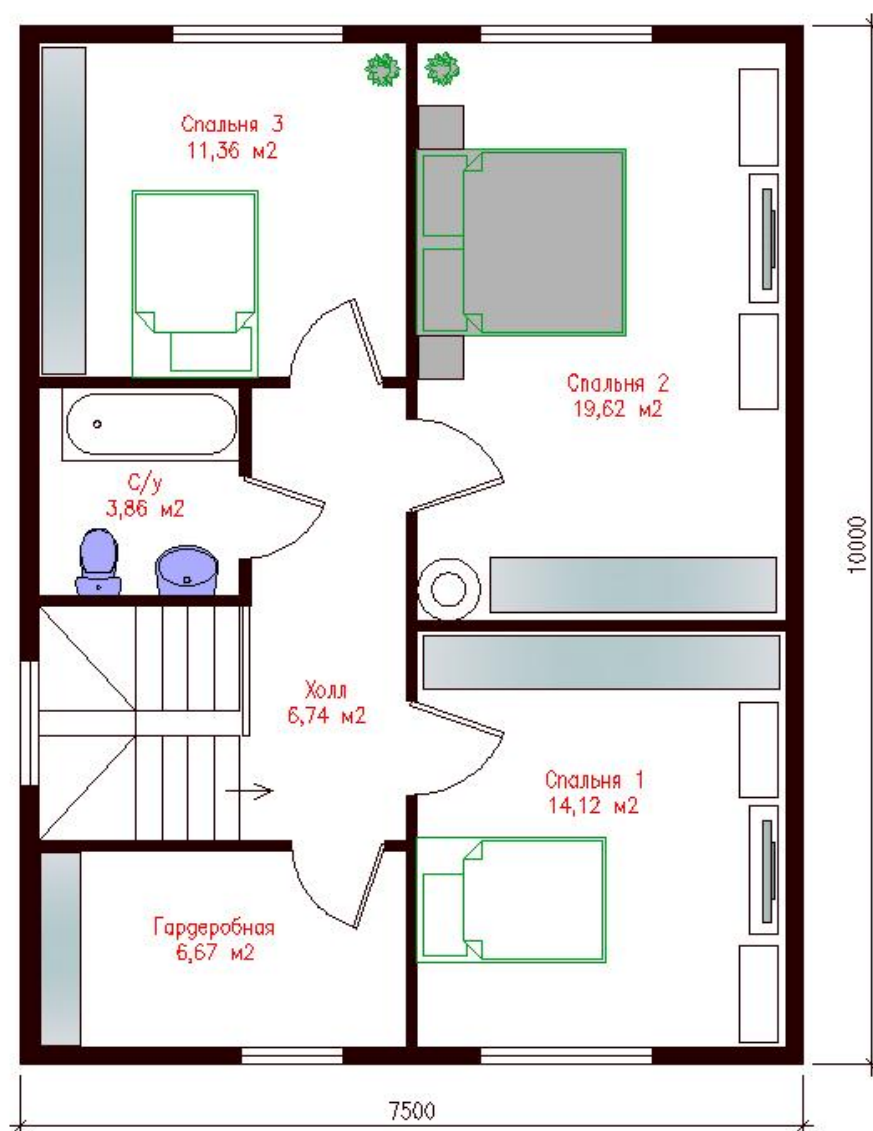 Спальня 3
11,36 м2
Спальня 2
19,62 м2
С/у
3,86 м2
10000
Холл
6,74 м2
Спальня 1
14,12 м2
Гардеробная
6,67 м2
7500